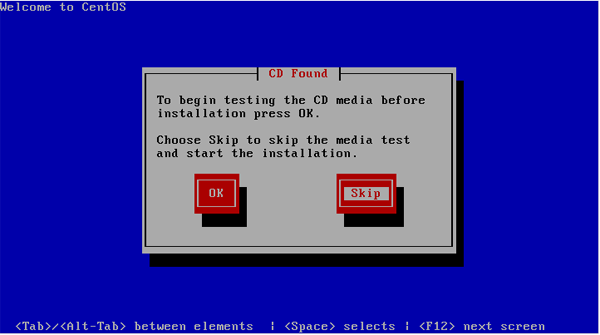 Welcome to CentOS
CD Found
To begin testing the CD media before
installation press OK.
Choose Skip to skip the media test
and start the installation.
OK Skip
<Tab>/<Alt-Tab> between elements | <Space> selects | <F12> next screen